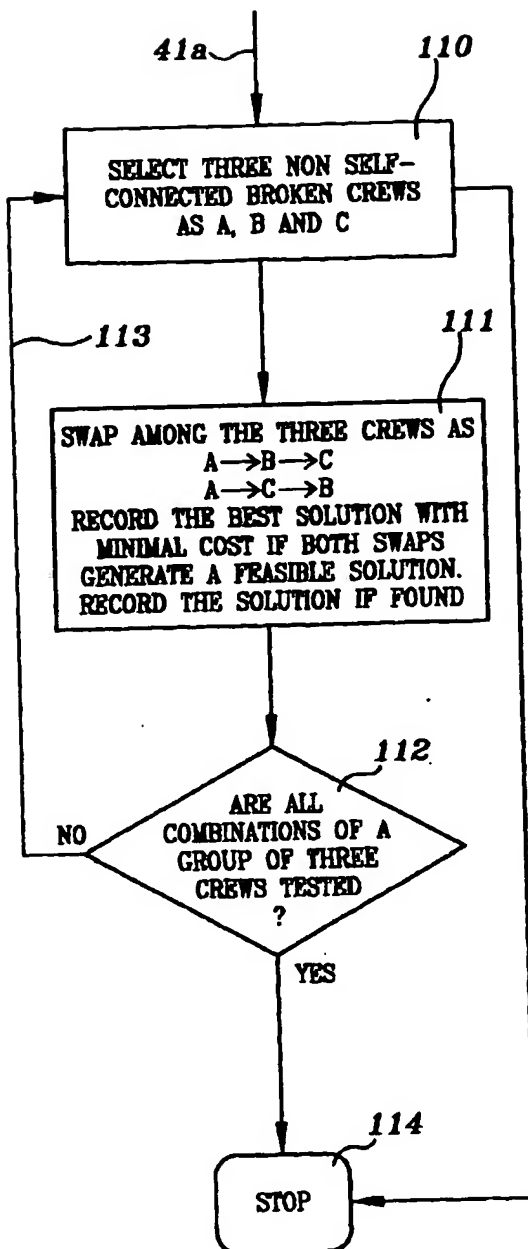 41a
110
SELECT THREE NON SELF-
CONNECTED BROKEN CREWS
AS A, B AND C
113
111
SWAP AMONG THE THREE CREWS AS
A→B→C
A→C→B
RECORD THE BEST SOLUTION WITH
MINIMAL COST IF BOTH SWAPS
GENERATE A FEASIBLE SOLUTION.
RECORD THE SOLUTION IF FOUND
112
ARE ALL
COMBINATIONS OF A
GROUP OF THREE
CREWS TESTED
?
NO
YES
114
STOP